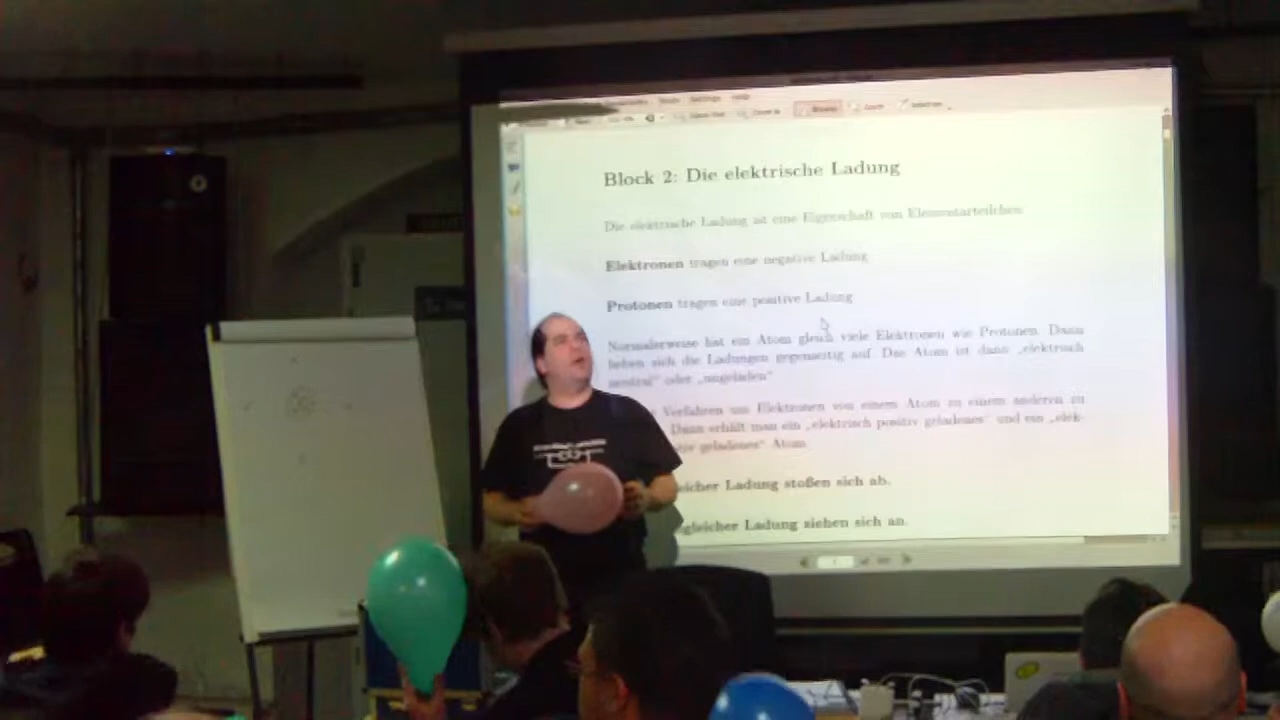 Settings Help
Block 2: Die elektrische Ladung
Die elektrische Ladung ist eine Eigenschaft von Elementarteilchen
Elektronen tragen eine negative Ladung
Protonen tragen eine positive Ladung
Normalerweise hat ein Atom gleich viele Elektronen wie Protonen. Dann
heben sich die Ladungen gegenseitig auf. Das Atom ist dann „elektrisch
neutral“ oder „ungeladen“
Verfahren um Elektronen von einem Atom zu einem anderen zu
Dann erhält man ein „elektrisch positiv geladenes“ und ein „elek-
tiv geladenes“ Atom
icher Ladung stoßen sich ab.
gleicher Ladung ziehen sich an.